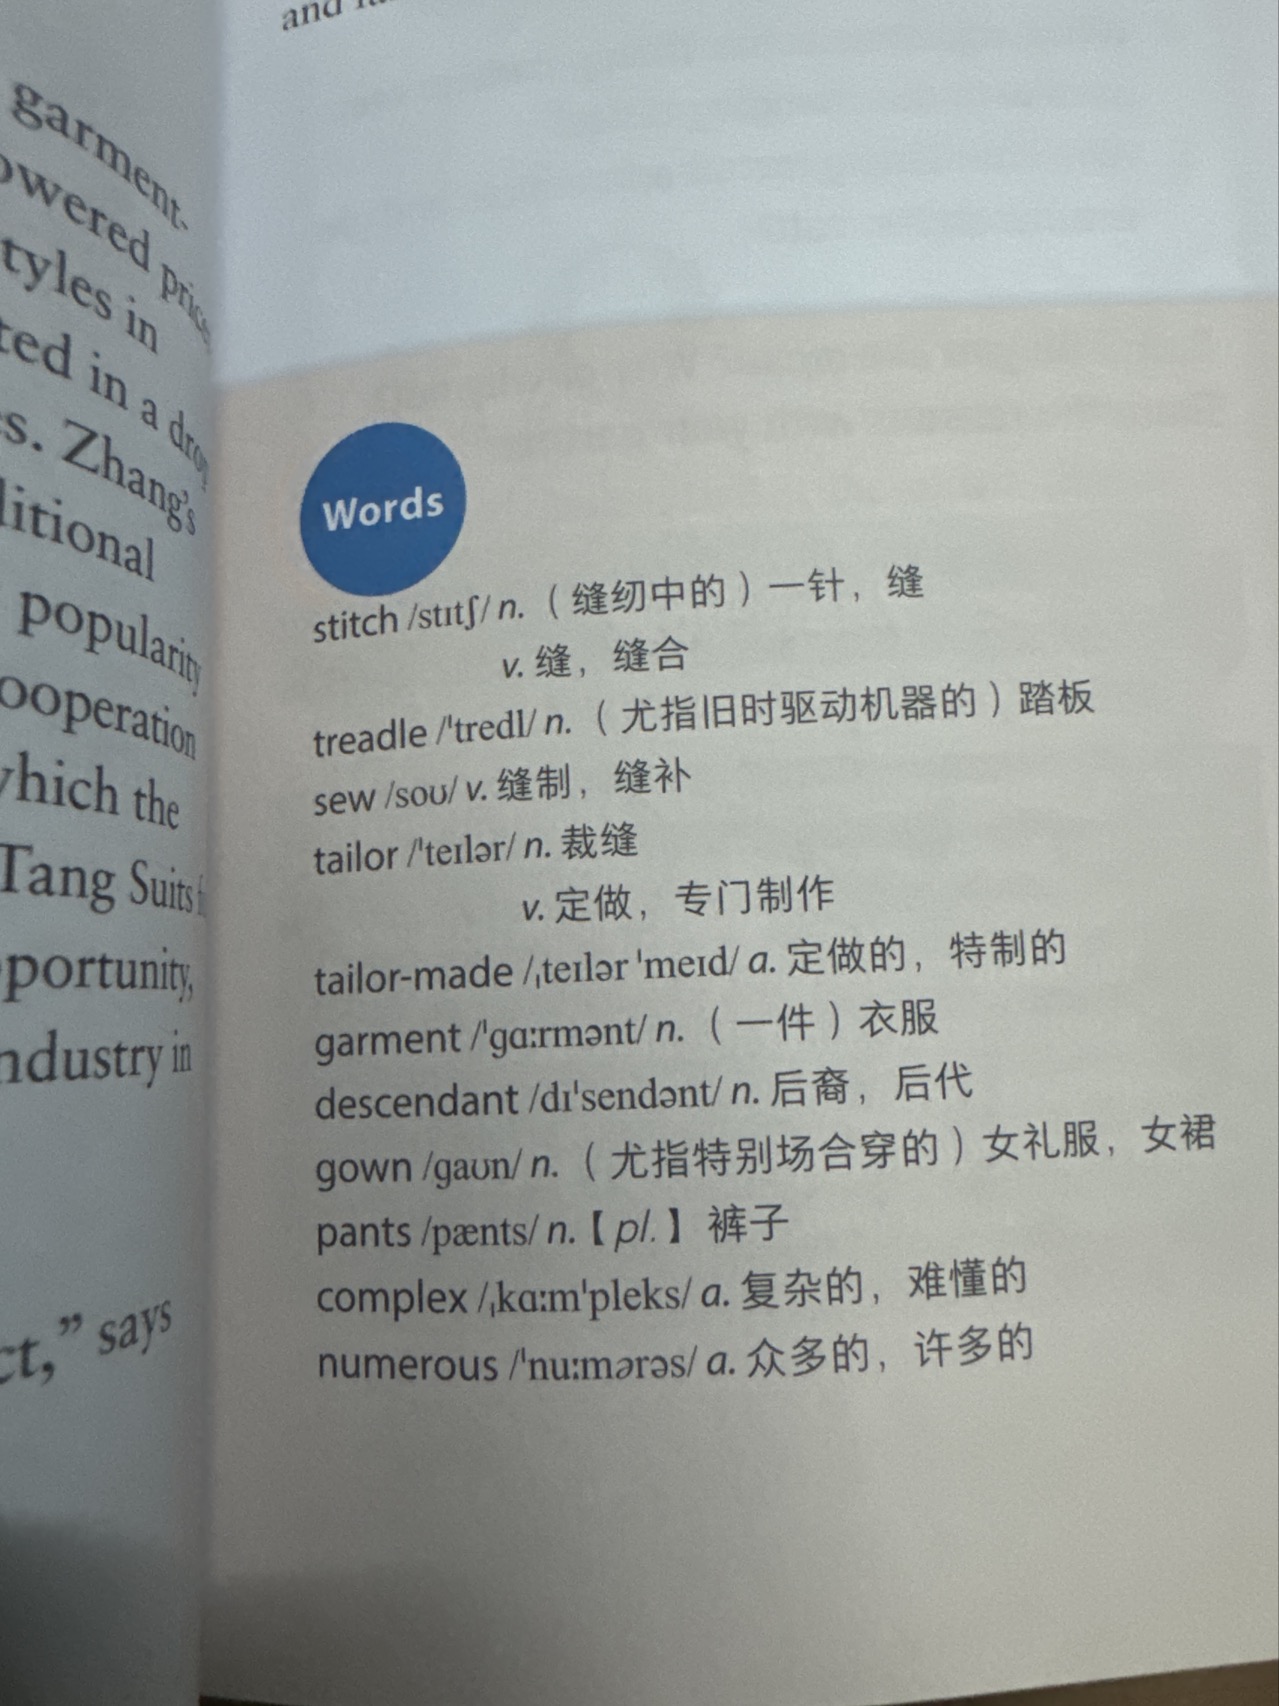 garment-
owered
tyles in
ted in a
Zhang's
popularity
ooperation
which the
Tang Suits
ndustry in
says
and
Words
stitch /stɪtʃ/ n.（缝纫中的）一针，缝
v. 缝，缝合
treadle /ˈtredl/ n.（尤指旧时驱动机器的）踏板
sew /soʊ/ v. 缝制，缝补
tailor /ˈteɪlər/ n. 裁缝
v. 定做，专门制作
tailor-made /ˌteɪlər ˈmeɪd/ a. 定做的，特制的
garment /ˈɡɑːrmənt/ n.（一件）衣服
descendant /dɪˈsendənt/ n. 后裔，后代
gown /ɡaʊn/ n.（尤指特别场合穿的）女礼服，女裙
pants /pænts/ n.【pl.】裤子
complex /ˌkɑːmˈpleks/ a. 复杂的，难懂的
numerous /ˈnuːmərəs/ a. 众多的，许多的